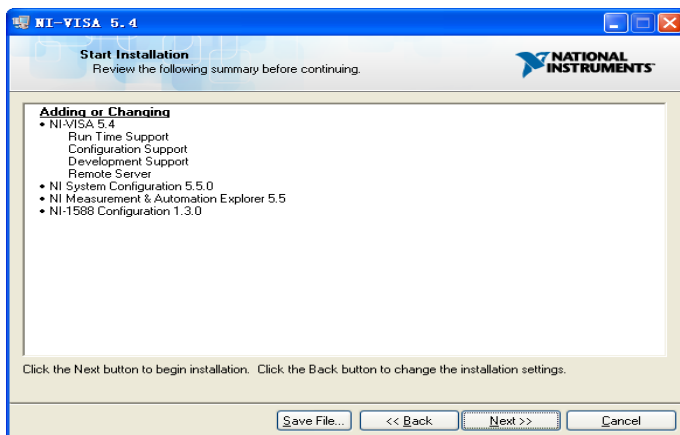 NI-VISA 5.4
Start Installation
Review the following summary before continuing.
NATIONAL
INSTRUMENTS
Adding or Changing
• NI-VISA 5.4
Run Time Support
Configuration Support
Development Support
Remote Server
• NI System Configuration 5.5.0
• NI Measurement & Automation Explorer 5.5
• NI-1588 Configuration 1.3.0
Click the Next button to begin installation.  Click the Back button to change the installation settings.
Save File... << Back Next >> Cancel